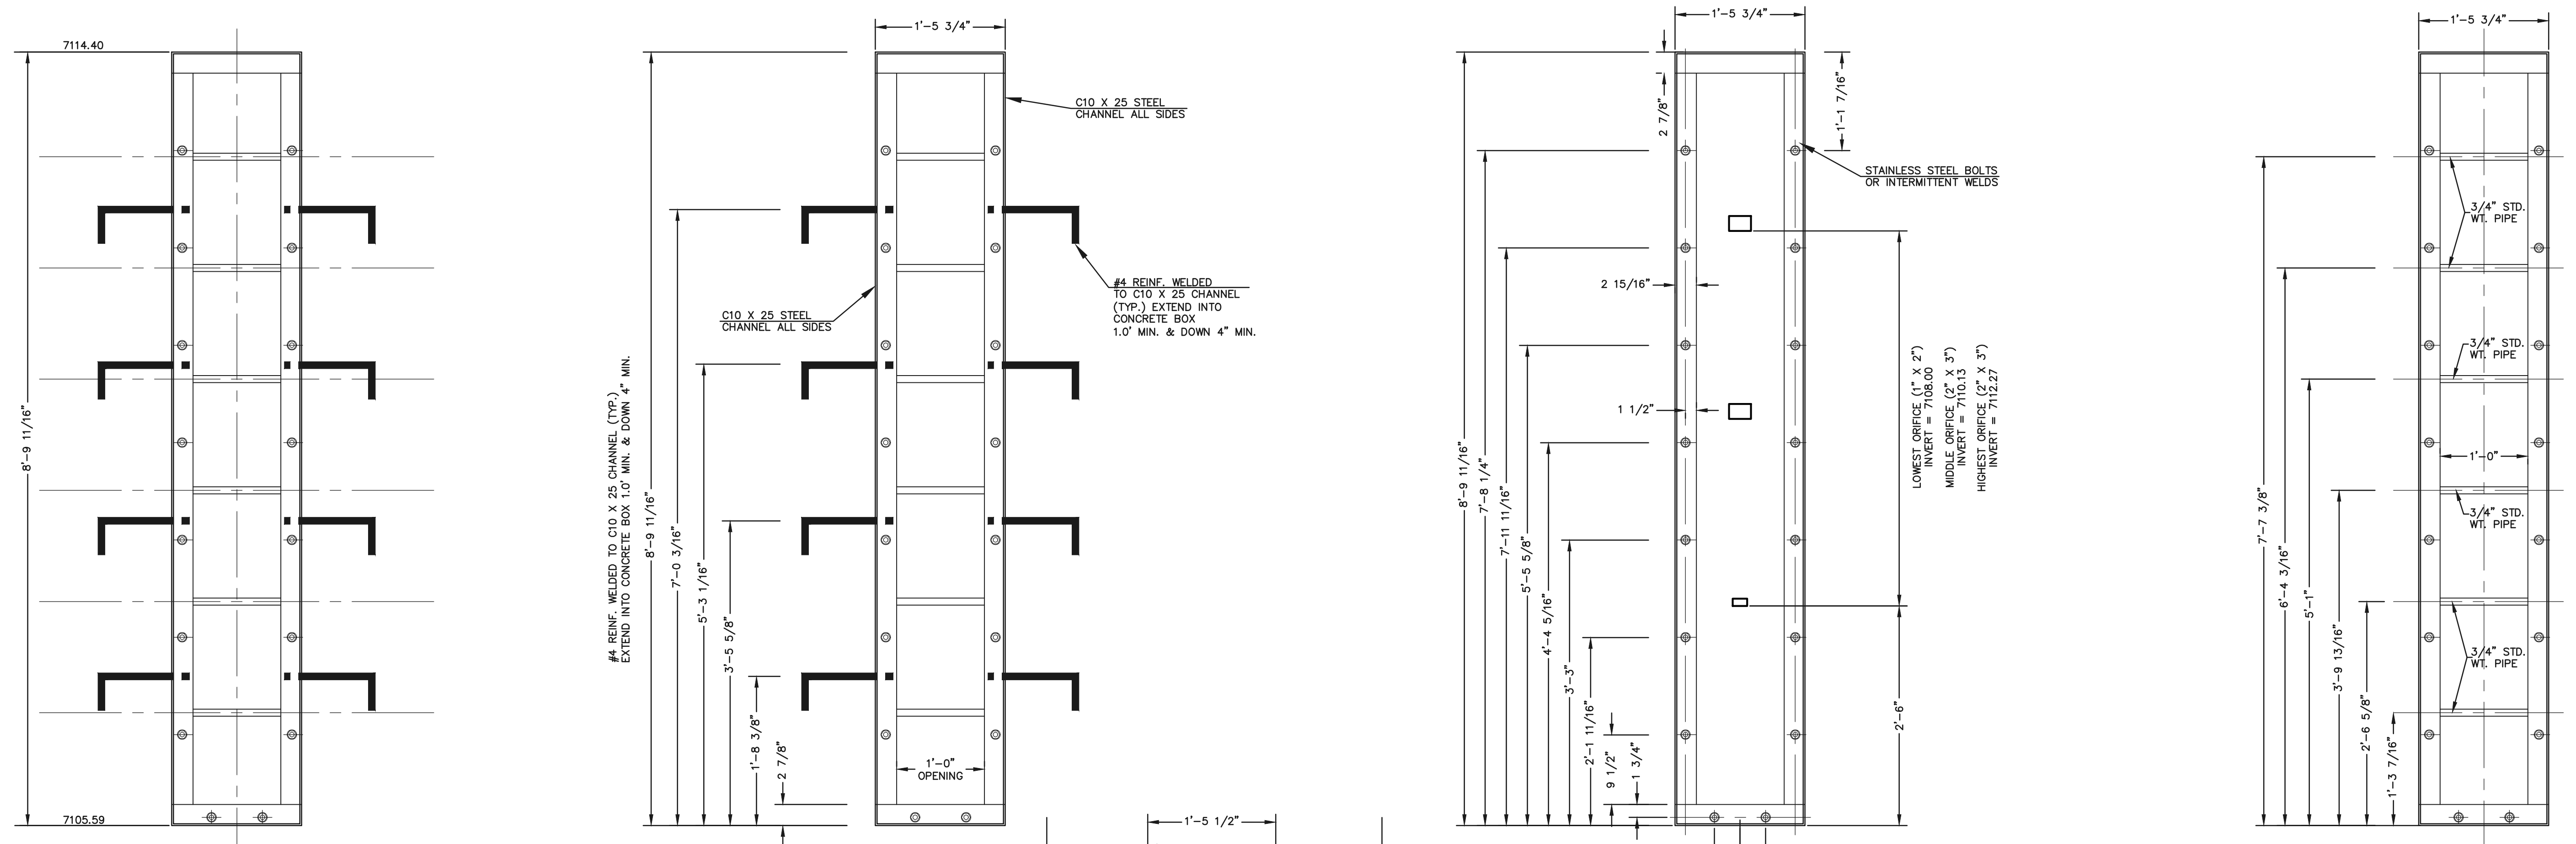 7114.40
8'-9 11/16"
7105.59
#4 REINF. WELDED TO C10 X 25 CHANNEL (TYP.)
EXTEND INTO CONCRETE BOX 1.0' MIN. & DOWN 4" MIN.
8'-9 11/16"
7'-0 3/16"
5'-3 1/16"
3'-5 5/8"
1'-8 3/8"
2 7/8"
1'-5 3/4"
C10 X 25 STEEL
CHANNEL ALL SIDES
C10 X 25 STEEL
CHANNEL ALL SIDES
#4 REINF. WELDED
TO C10 X 25 CHANNEL
(TYP.) EXTEND INTO
CONCRETE BOX
1.0' MIN. & DOWN 4" MIN.
1'-0"
OPENING
1'-5 1/2"
1'-5 3/4"
2 7/8"
1'-1 7/16"
STAINLESS STEEL BOLTS
OR INTERMITTENT WELDS
2 15/16"
1 1/2"
8'-9 11/16"
7'-8 1/4"
7'-11 11/16"
5'-5 5/8"
4'-4 5/16"
3'-3"
2'-1 11/16"
9 1/2"
1 3/4"
2'-6"
LOWEST ORIFICE (1" X 2")
INVERT = 7108.00
MIDDLE ORIFICE (2" X 3")
INVERT = 7110.13
HIGHEST ORIFICE (2" X 3")
INVERT = 7112.27
1'-5 3/4"
3/4" STD.
WT. PIPE
3/4" STD.
WT. PIPE
1'-0"
3/4" STD.
WT. PIPE
3/4" STD.
WT. PIPE
7'-7 3/8"
6'-4 3/16"
5'-1"
3'-9 13/16"
2'-6 5/8"
1'-3 7/16"